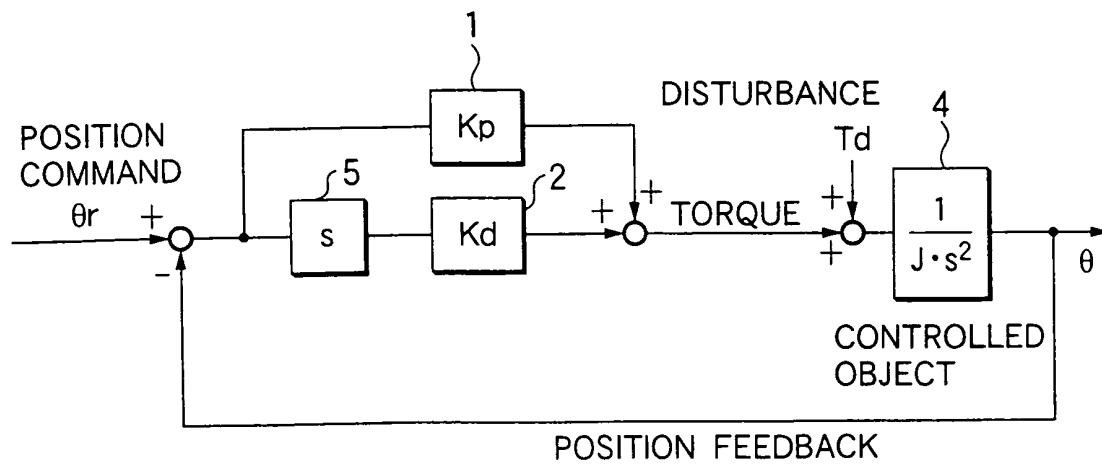 1
DISTURBANCE
4
Kp
Td
POSITION
COMMAND
5
2
θr
+
+
+
+
s
Kd
TORQUE
1
J·s²
-
+
θ
CONTROLLED
OBJECT
POSITION FEEDBACK